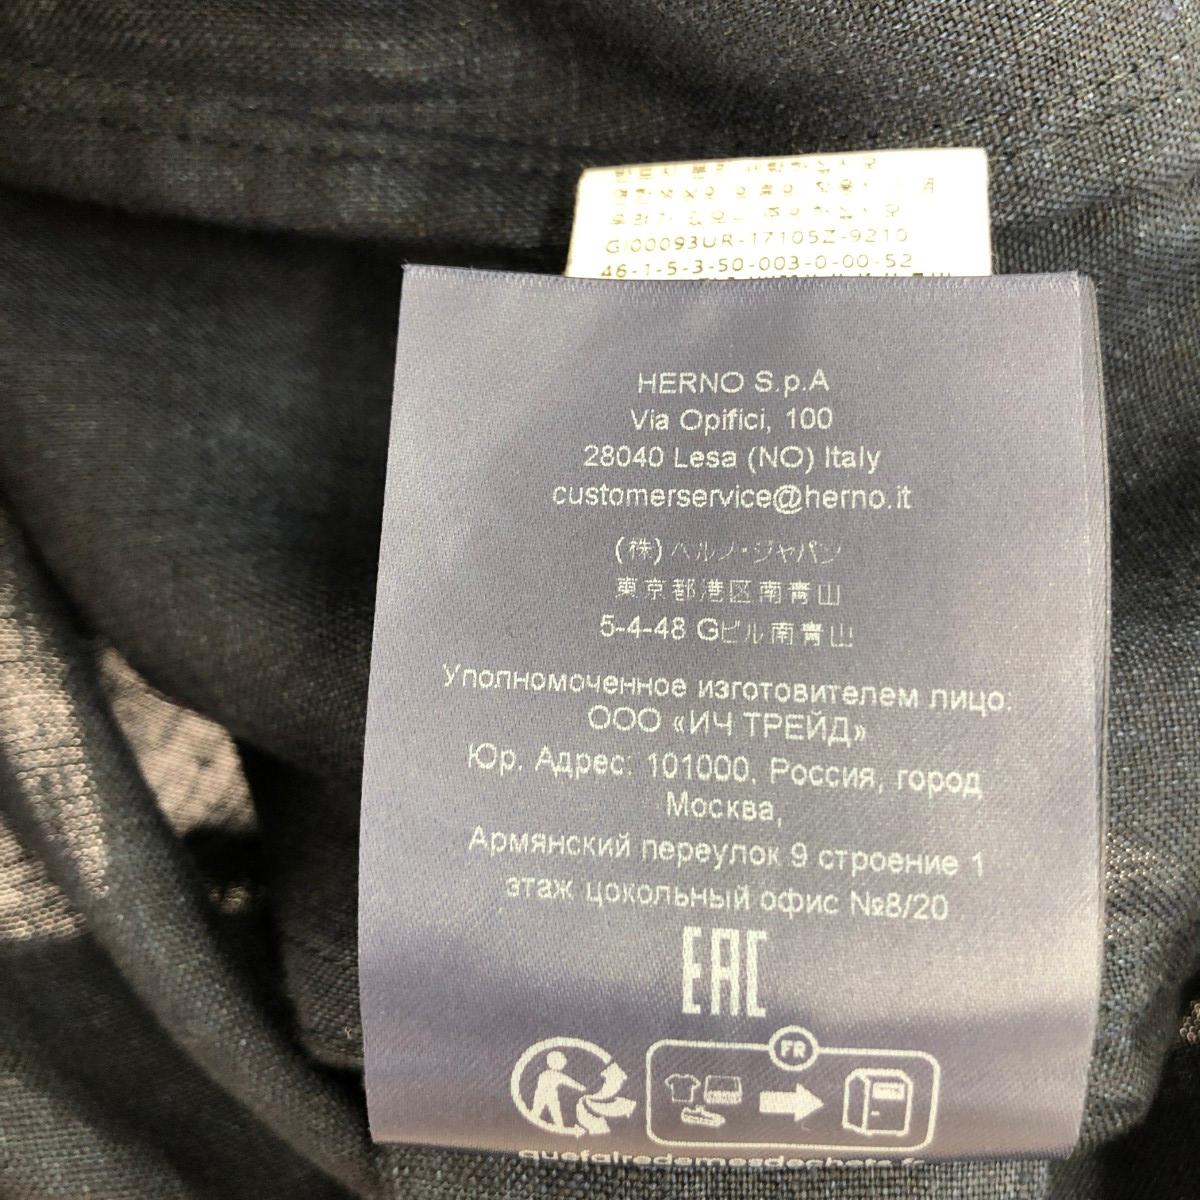 GI00093UR-17105Z-9210
46-1-5-3-50-003-0-00-52
HERNO S.p.A
Via Opifici, 100
28040 Lesa (NO) Italy
customerservice@herno.it
(株) ヘルノ・ジャパン
東京都港区南青山
5-4-48 Gビル南青山
Уполномоченное изготовителем лицо:
ООО «ИЧ ТРЕЙД»
Юр. Адрес: 101000, Россия, город
Москва,
Армянский переулок 9 строение 1
этаж цокольный офис №8/20
EAC
FR
quefairedemesdechets.fr